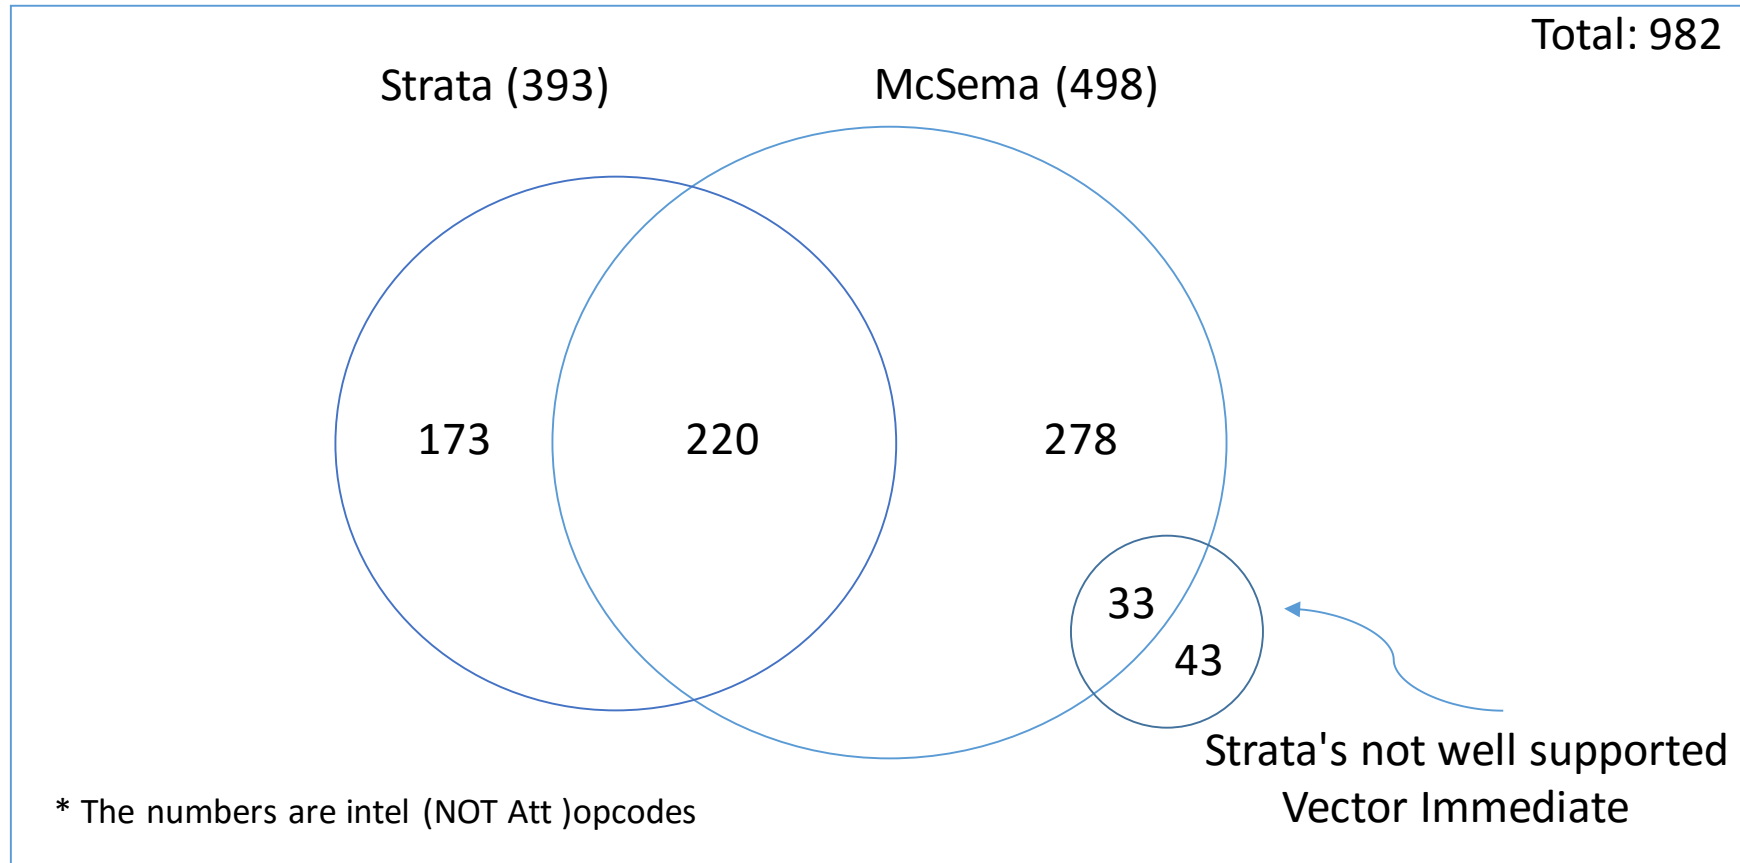 Total: 982
Strata (393)
McSema (498)
173
220
278
33
43
Strata's not well supported
Vector Immediate
* The numbers are intel (NOT Att )opcodes